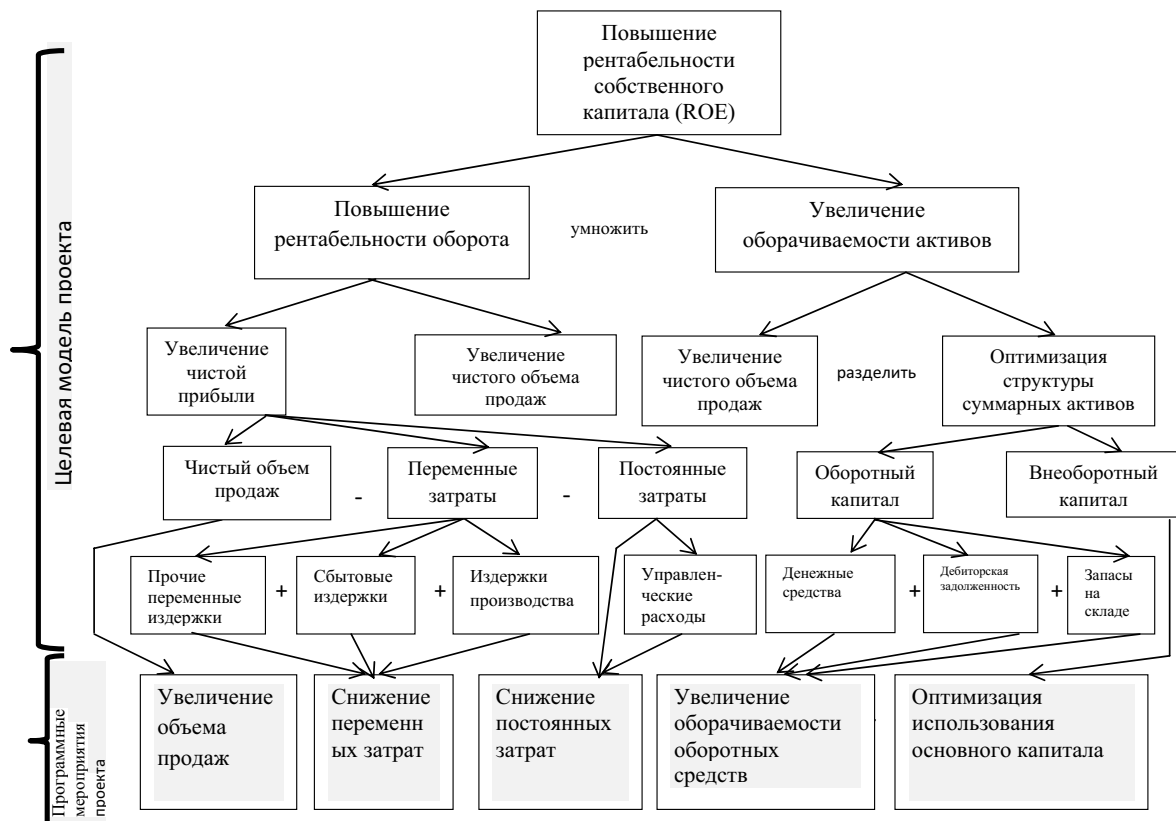 Повышение
рентабельности
собственного
капитала (ROE)
Целевая модель проекта
Повышение
рентабельности оборота
умножить
Увеличение
оборачиваемости активов
Увеличение
чистой
прибыли
Увеличение
чистого объема
продаж
Увеличение
чистого объема
продаж
разделить
Оптимизация
структуры
суммарных активов
Чистый объем
продаж
-
Переменные
затраты
-
Постоянные
затраты
Оборотный
капитал
Внеоборотный
капитал
Прочие
переменные
издержки
+
Сбытовые
издержки
+
Издержки
производства
Управлен-
ческие
расходы
Денежные
средства
+
Дебиторская
задолженность
+
Запасы
на
складе
Программные
мероприятия
проекта
Увеличение
объема
продаж
Снижение
переменн
ых затрат
Снижение
постоянных
затрат
Увеличение
оборачиваемости
оборотных
средств
Оптимизация
использования
основного капитала